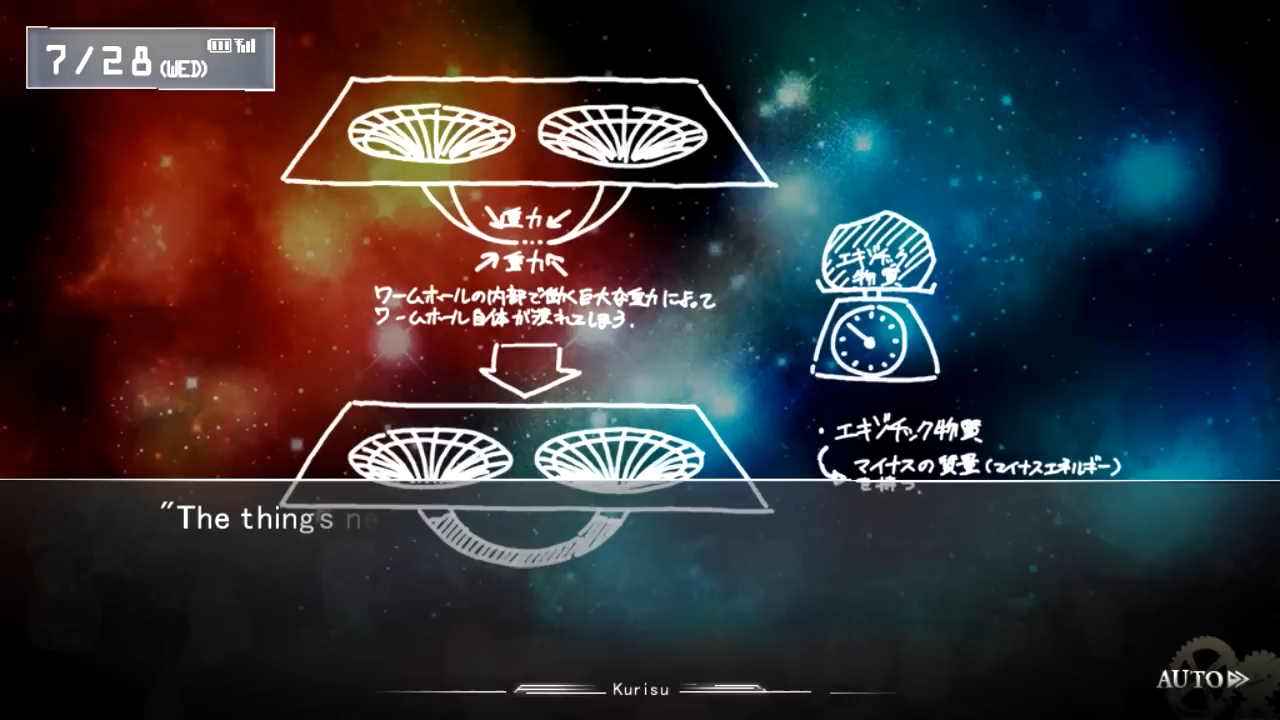 7/28 (WED)
重力
重力
ワームホールの内部で働く巨大な重力によって
ワームホール自体が潰れてしまう.
エキゾチック
物質
・エキゾチック物質
マイナスの質量(マイナスエネルギー)
を持つ.
"The things ne
Kurisu
AUTO